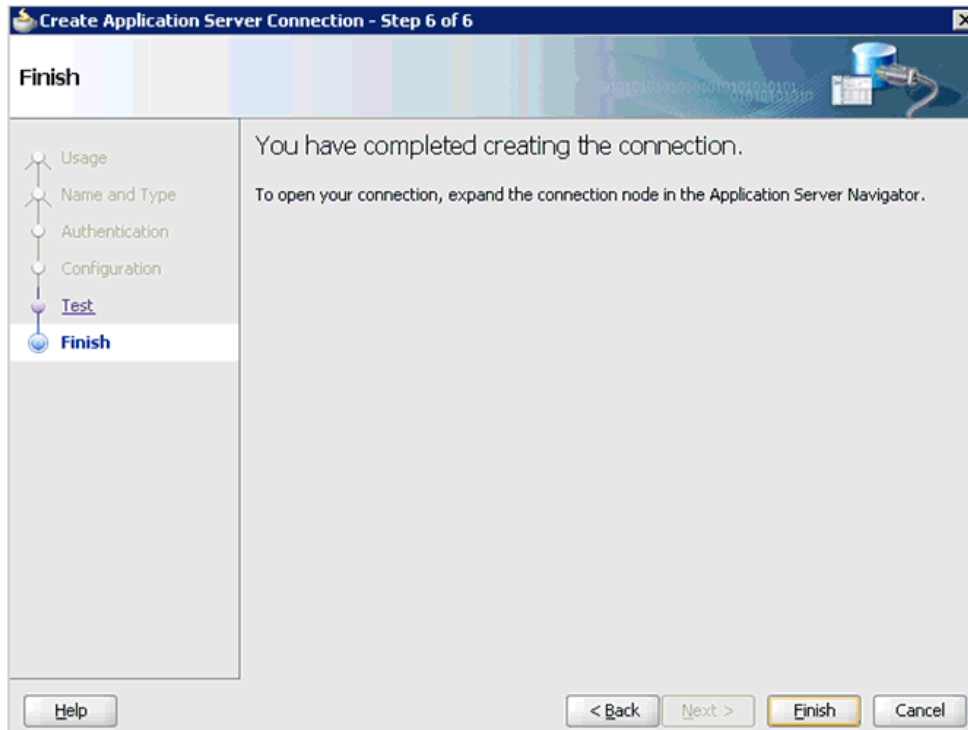 Create Application Server Connection - Step 6 of 6
Finish
Usage
Name and Type
Authentication
Configuration
Test
Finish
You have completed creating the connection.
To open your connection, expand the connection node in the Application Server Navigator.
Help
< Back
Next >
Finish
Cancel